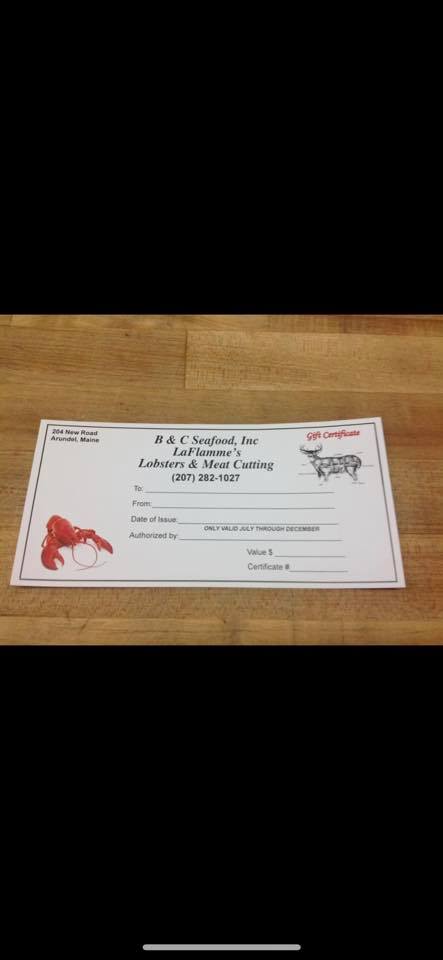 204 New Road
Arundel, Maine
Gift Certificate
B & C Seafood, Inc
LaFlamme's
Lobsters & Meat Cutting
(207) 282-1027
To:
From:
Date of Issue:
ONLY VALID JULY THROUGH DECEMBER
Authorized by:
Value $
Certificate #